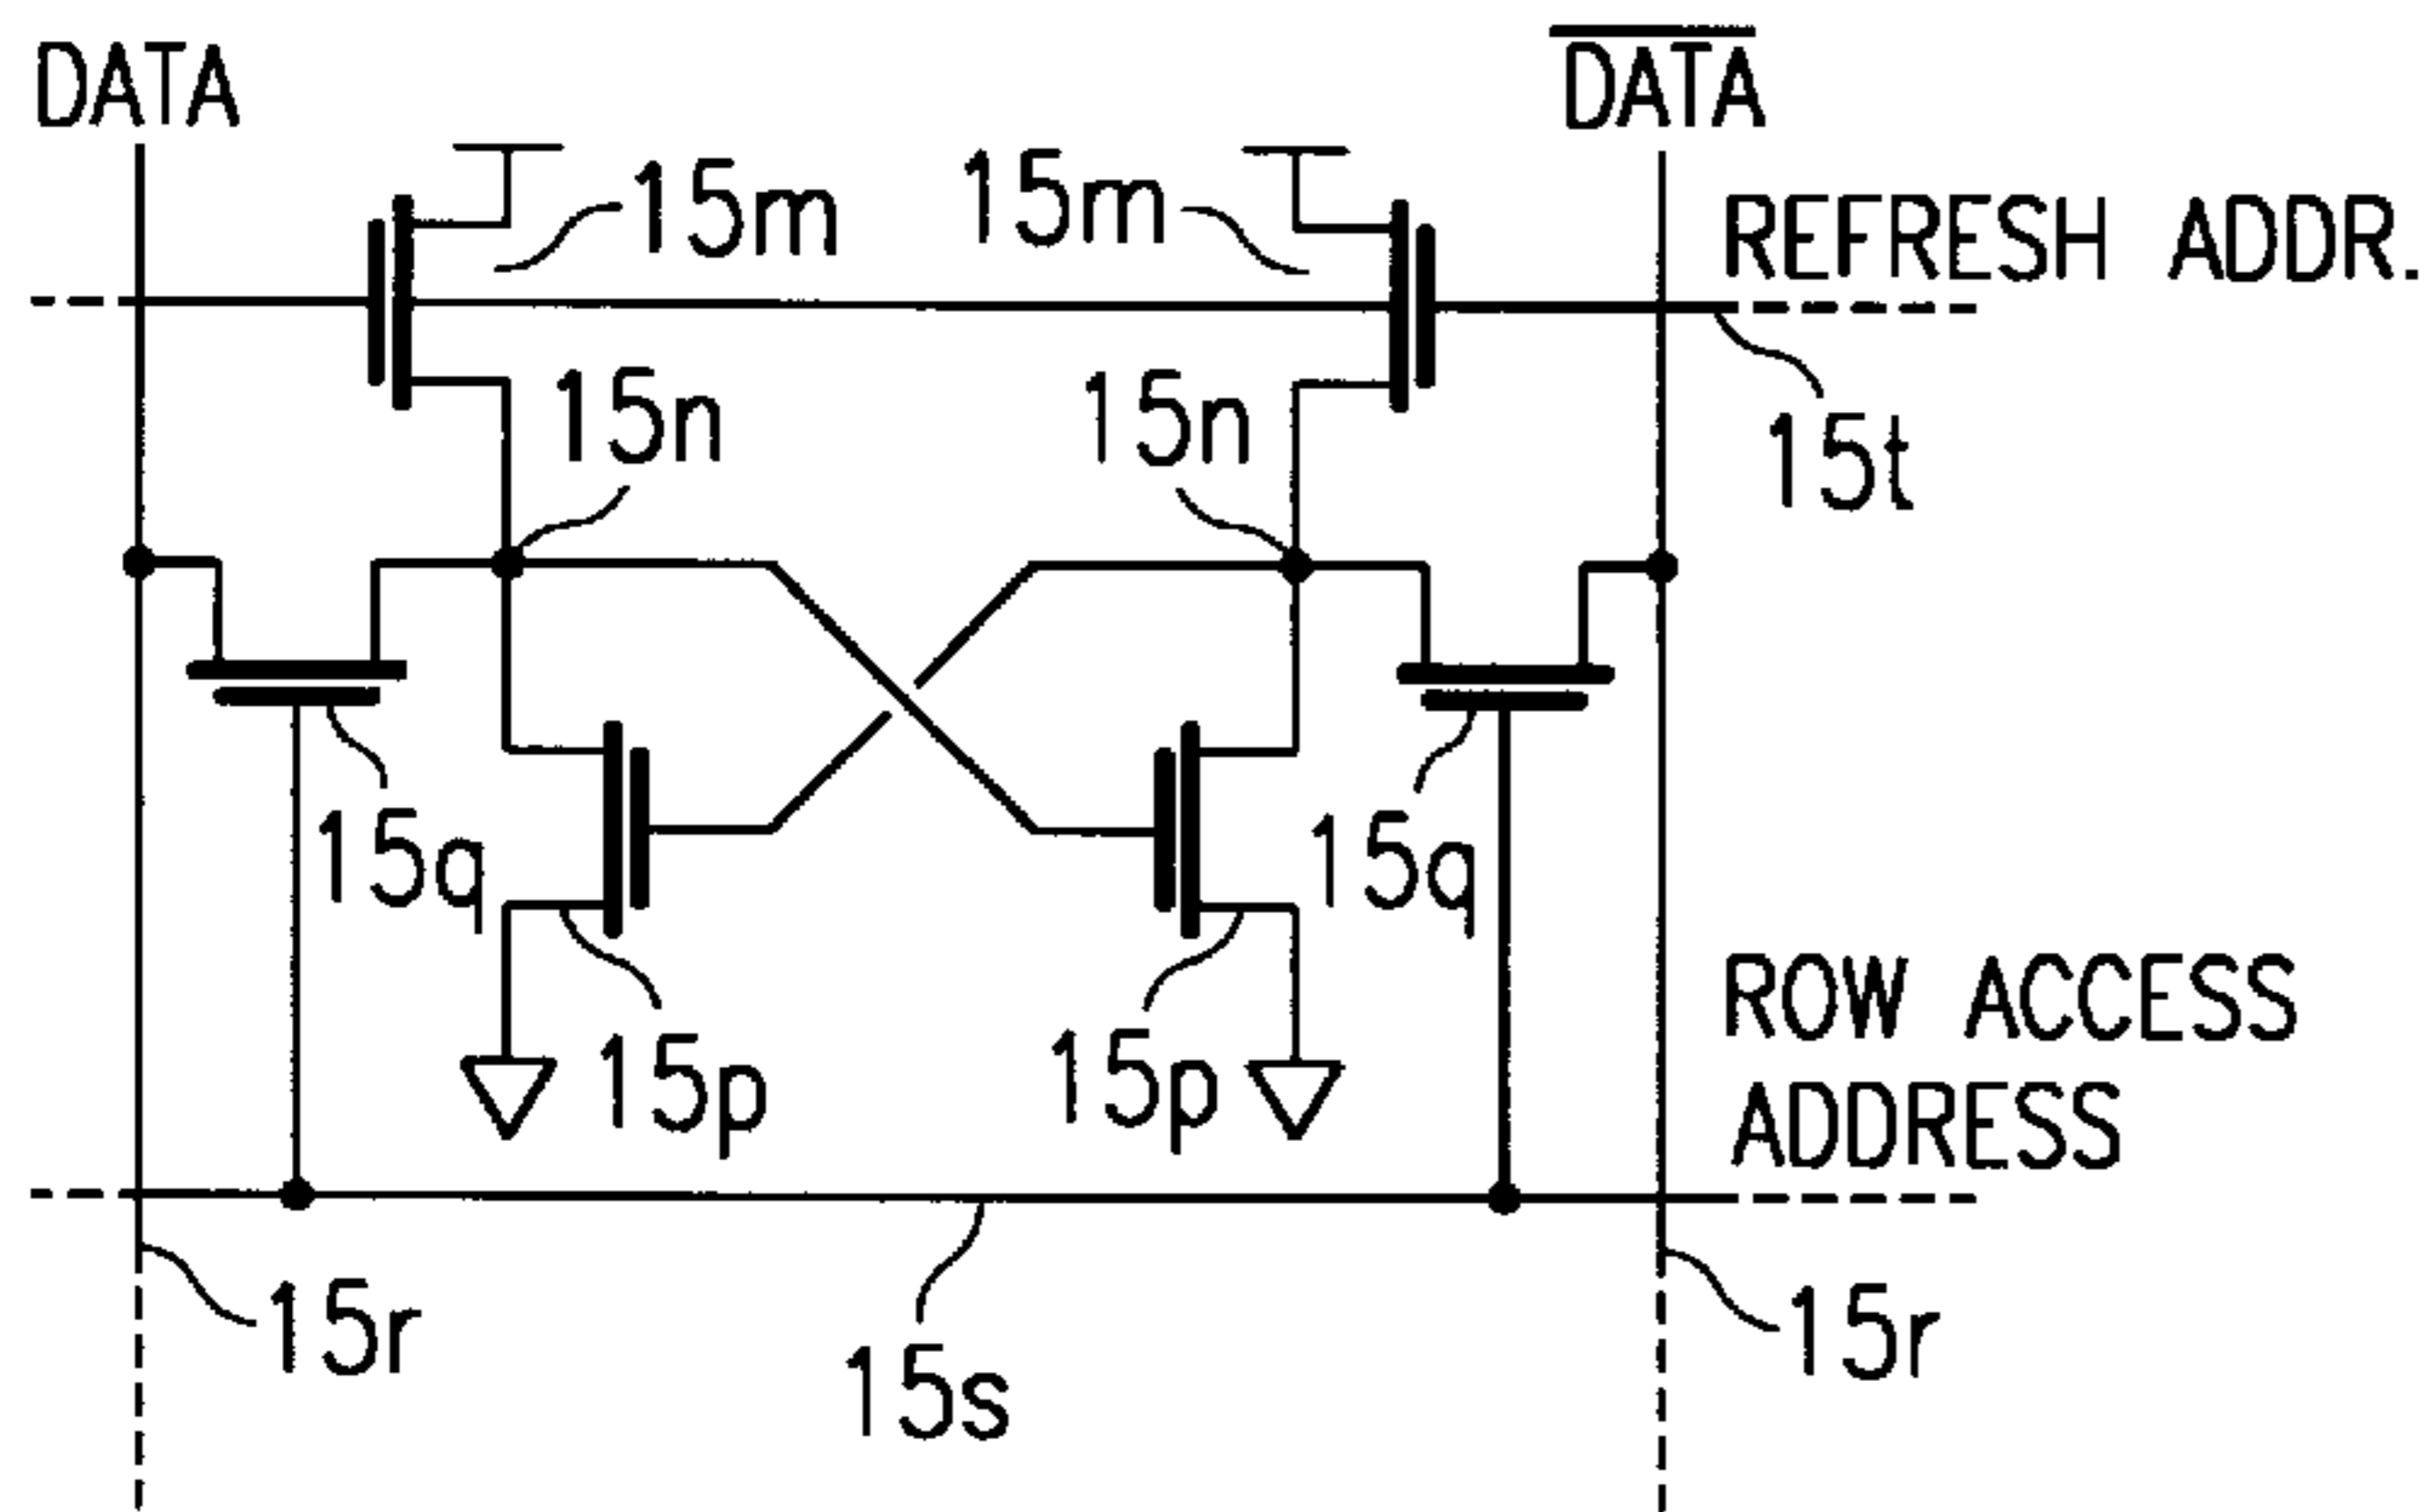 DATA
DATA
15m
15m
REFRESH ADDR.
15n
15n
15t
15q
15q
15p
15p
ROW ACCESS
ADDRESS
15r
15s
15r